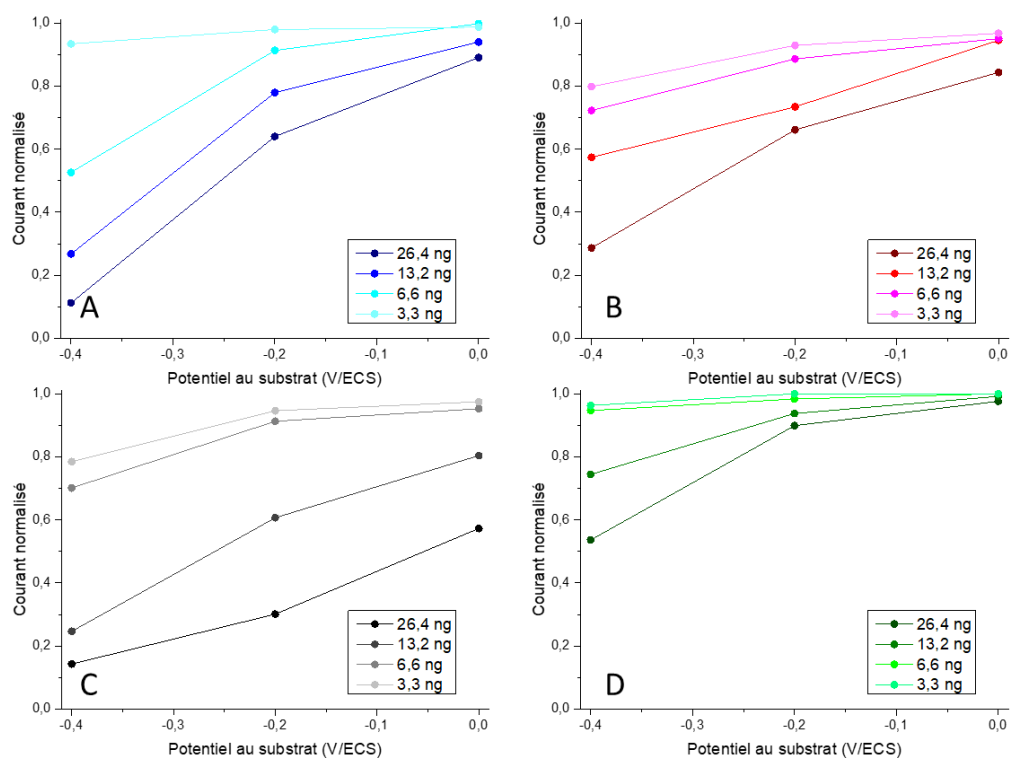 1,0
0,8
0,6
0,4
0,2
0,0
Courant normalisé
-0,4
-0,3
-0,2
-0,1
0,0
Potentiel au substrat (V/ECS)
A
26,4 ng
13,2 ng
6,6 ng
3,3 ng
1,0
0,8
0,6
0,4
0,2
0,0
Courant normalisé
-0,4
-0,3
-0,2
-0,1
0,0
Potentiel au substrat (V/ECS)
B
26,4 ng
13,2 ng
6,6 ng
3,3 ng
1,0
0,8
0,6
0,4
0,2
0,0
Courant normalisé
-0,4
-0,3
-0,2
-0,1
0,0
Potentiel au substrat (V/ECS)
C
26,4 ng
13,2 ng
6,6 ng
3,3 ng
1,0
0,8
0,6
0,4
0,2
0,0
Courant normalisé
-0,4
-0,3
-0,2
-0,1
0,0
Potentiel au substrat (V/ECS)
D
26,4 ng
13,2 ng
6,6 ng
3,3 ng